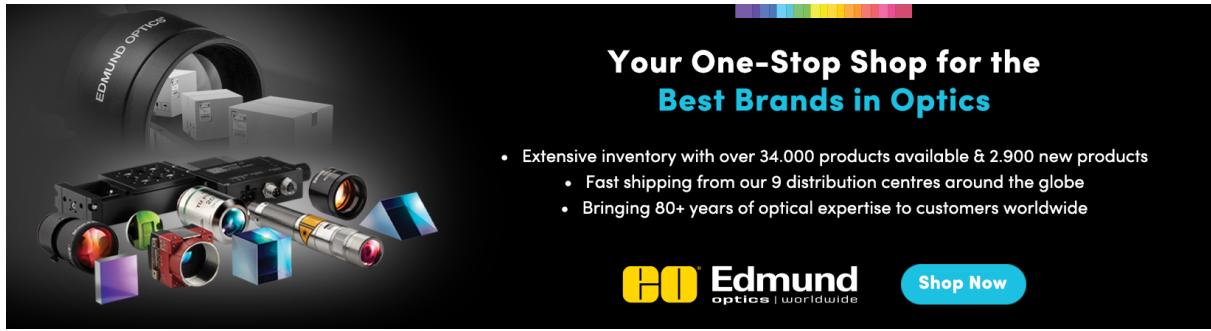 EDMUND OPTICS®
Your One-Stop Shop for the
Best Brands in Optics
• Extensive inventory with over 34.000 products available & 2.900 new products
• Fast shipping from our 9 distribution centres around the globe
• Bringing 80+ years of optical expertise to customers worldwide
eo® Edmund
optics | worldwide
Shop Now